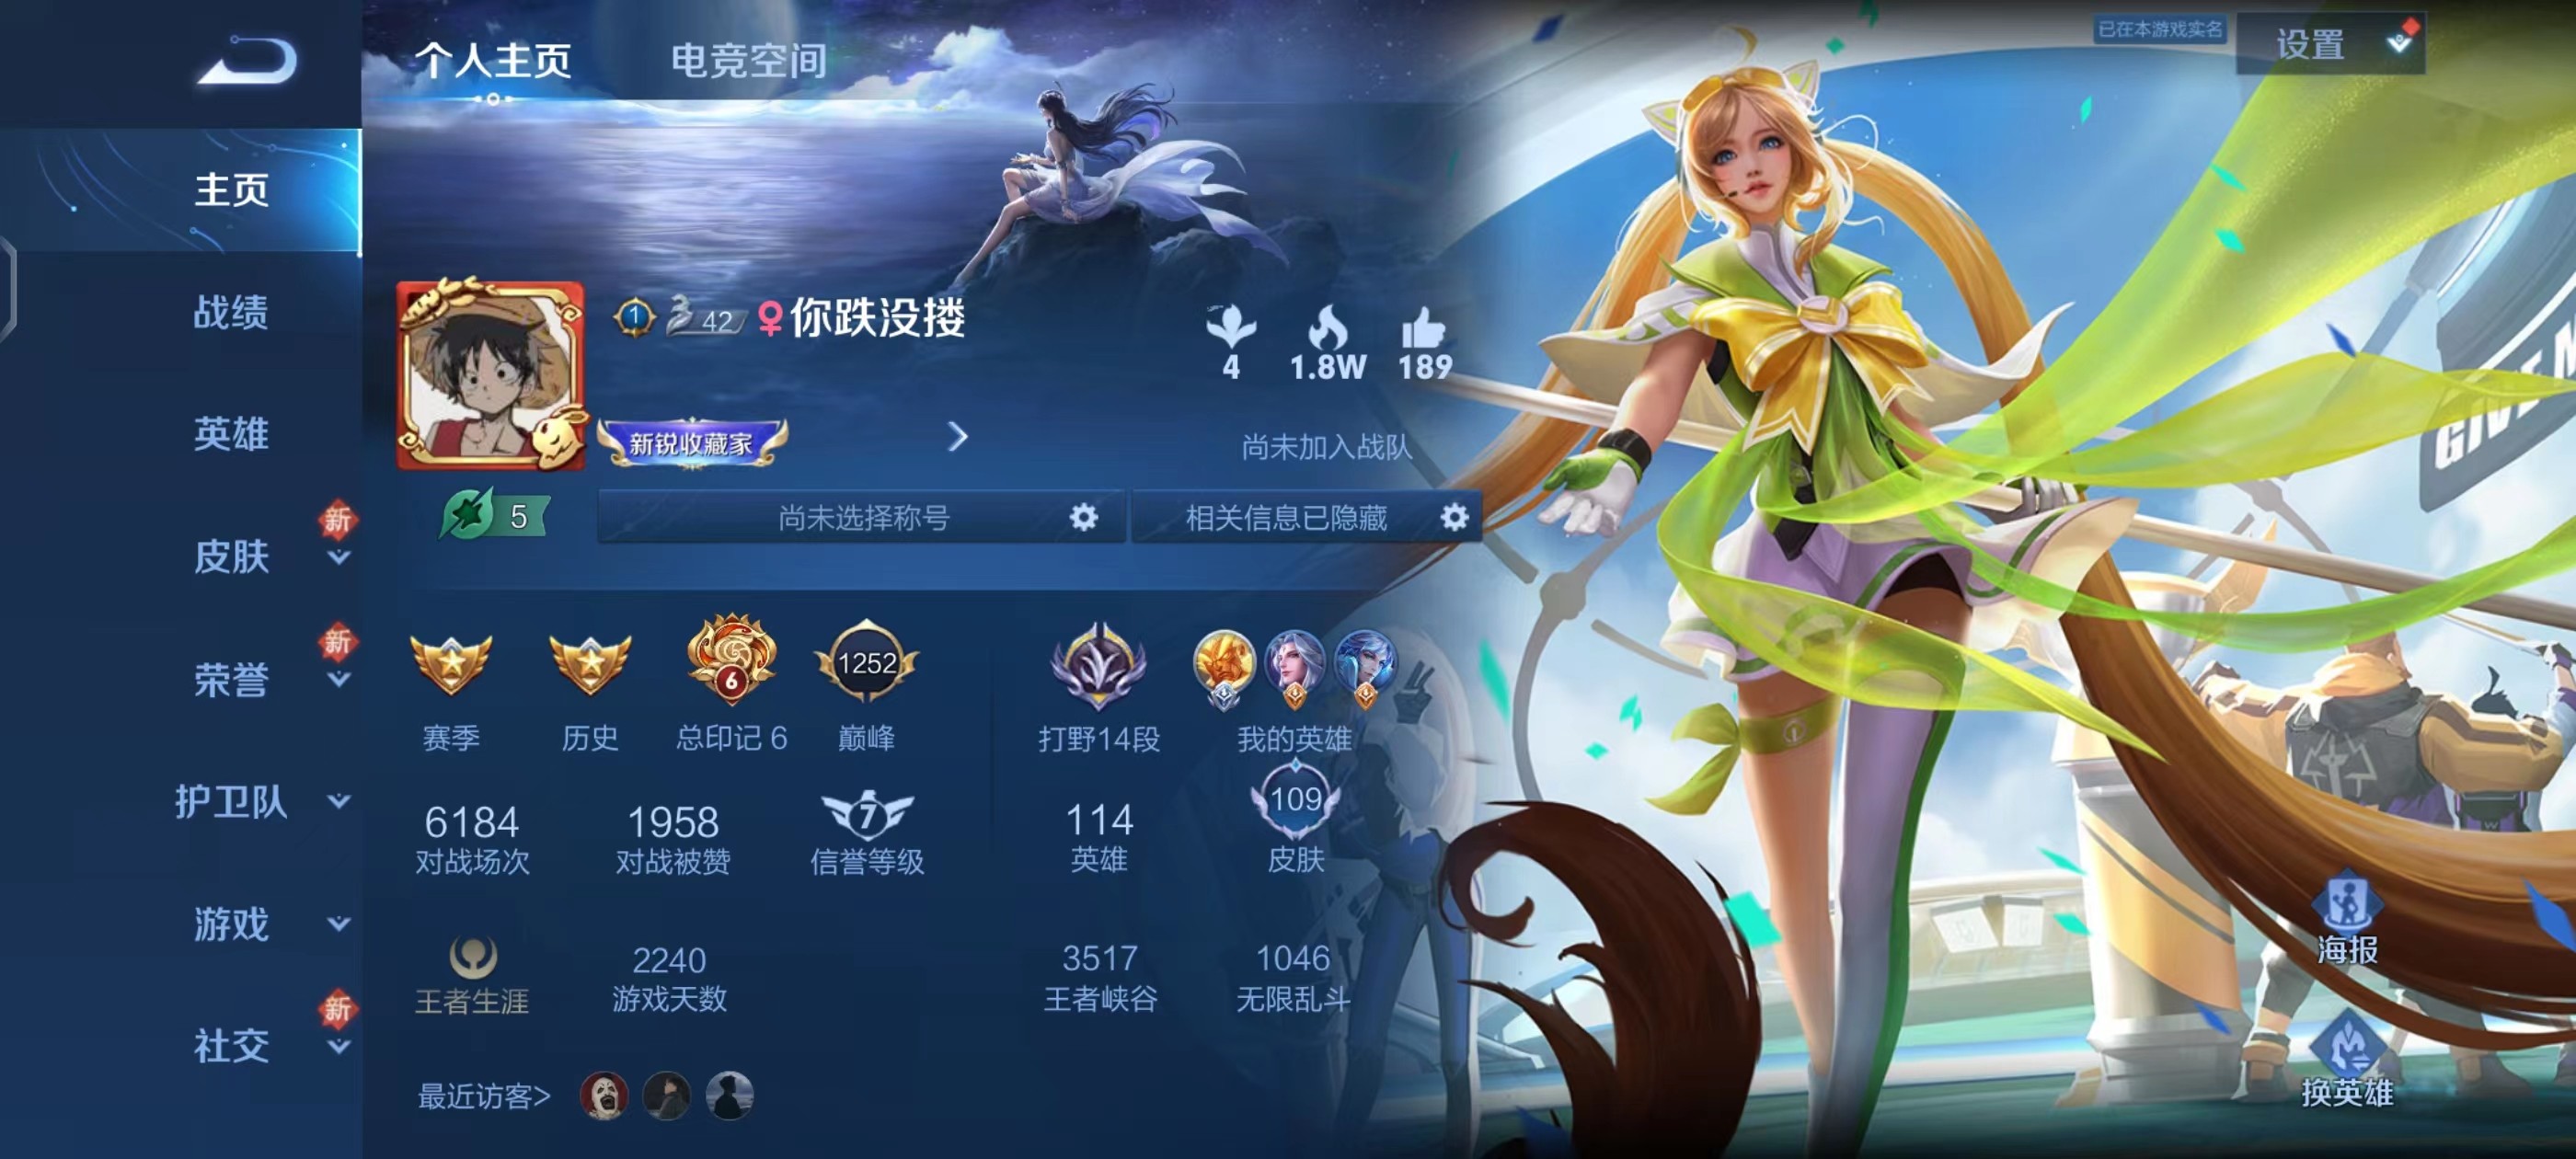 个人主页
电竞空间
已在本游戏实名
设置
主页
战绩
英雄
皮肤
新
荣誉
新
护卫队
游戏
社交
新
1
42
♀你跌没搂
4
1.8W
189
新锐收藏家
尚未加入战队
5
尚未选择称号
相关信息已隐藏
6
1252
赛季
历史
总印记 6
巅峰
打野14段
我的英雄
6184
对战场次
1958
对战被赞
7
信誉等级
114
英雄
109
皮肤
王者生涯
2240
游戏天数
3517
王者峡谷
1046
无限乱斗
最近访客>
海报
换英雄
GIVE M